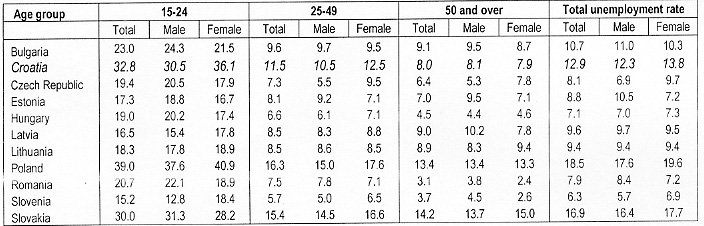 Age group 15-24 25-49 50 and over Total unemployment rate
Total Male Female Total Male Female Total Male Female Total Male Female
Bulgaria 23.0 24.3 21.5 9.6 9.7 9.5 9.1 9.5 8.7 10.7 11.0 10.3
Croatia 32.8 30.5 36.1 11.5 10.5 12.5 8.0 8.1 7.9 12.9 12.3 13.8
Czech Republic 19.4 20.5 17.9 7.3 5.5 9.5 6.4 5.3 7.8 8.1 6.9 9.7
Estonia 17.3 18.8 16.7 8.1 9.2 7.1 7.0 9.5 7.1 8.8 10.5 7.2
Hungary 19.0 20.2 17.4 6.6 6.1 7.1 4.5 4.4 4.6 7.1 7.0 7.3
Latvia 16.5 15.4 17.8 8.5 8.3 8.8 9.0 10.2 7.8 9.6 9.7 9.5
Lithuania 18.3 17.8 18.9 8.5 8.6 8.5 8.9 8.3 9.4 9.4 9.4 9.4
Poland 39.0 37.6 40.9 16.3 15.0 17.6 13.4 13.4 13.3 18.5 17.6 19.6
Romania 20.7 22.1 18.9 7.5 7.8 7.1 3.1 3.8 2.4 7.9 8.4 7.2
Slovenia 15.2 12.8 18.4 5.7 5.0 6.5 3.7 4.5 2.6 6.3 5.7 6.9
Slovakia 30.0 31.3 28.2 15.4 14.5 16.6 14.2 13.7 15.0 16.9 16.4 17.7